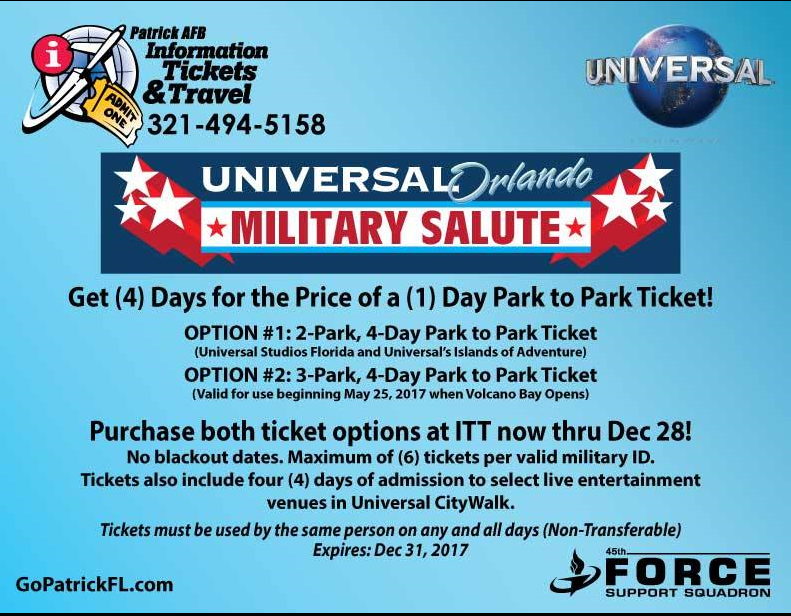 Patrick AFB
Information
Tickets
& Travel
i
ADMIT
ONE
321-494-5158
UNIVERSAL
UNIVERSAL Orlando
MILITARY SALUTE
Get (4) Days for the Price of a (1) Day Park to Park Ticket!
OPTION #1: 2-Park, 4-Day Park to Park Ticket
(Universal Studios Florida and Universal's Islands of Adventure)
OPTION #2: 3-Park, 4-Day Park to Park Ticket
(Valid for use beginning May 25, 2017 when Volcano Bay Opens)
Purchase both ticket options at ITT now thru Dec 28!
No blackout dates. Maximum of (6) tickets per valid military ID.
Tickets also include four (4) days of admission to select live entertainment
venues in Universal CityWalk.
Tickets must be used by the same person on any and all days (Non-Transferable)
Expires: Dec 31, 2017
GoPatrickFL.com
45th
FORCE
SUPPORT SQUADRON